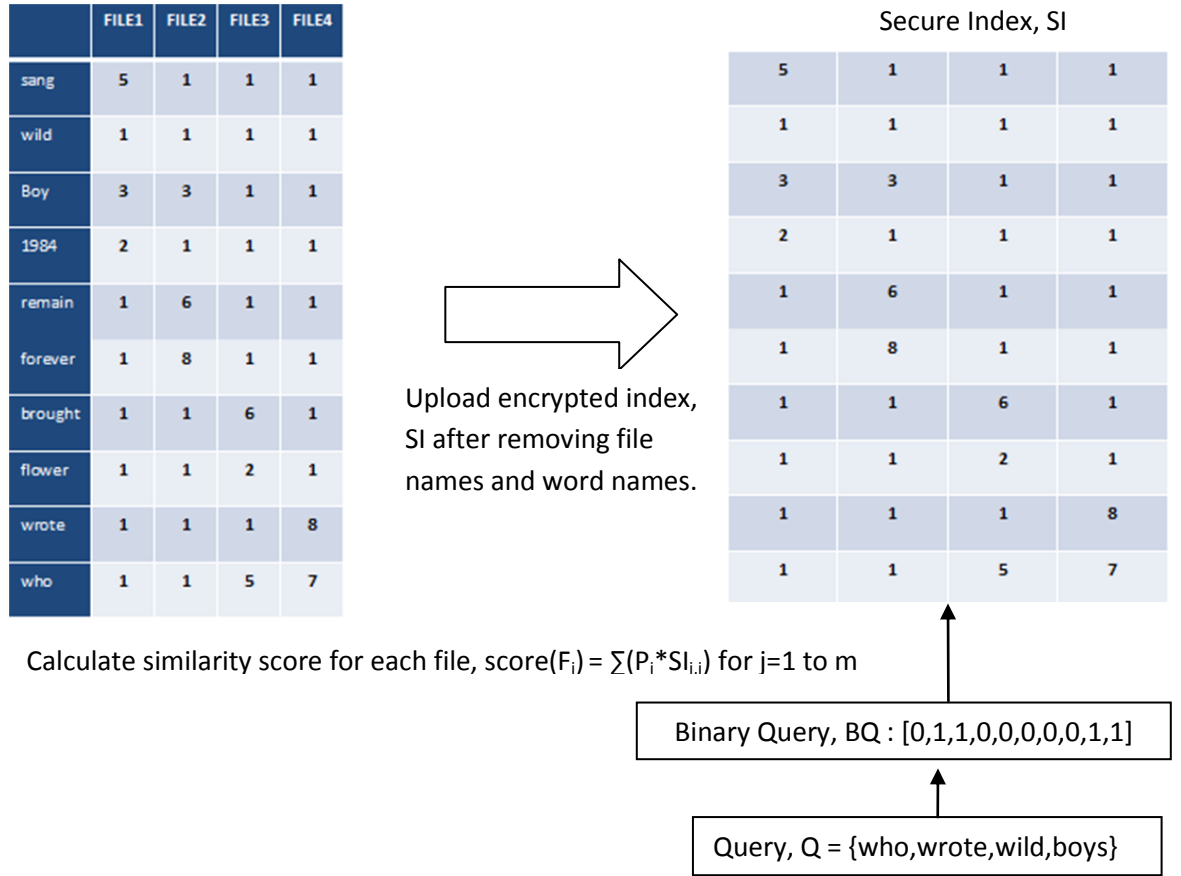 FILE1 FILE2 FILE3 FILE4
sang 5 1 1 1
wild 1 1 1 1
Boy 3 3 1 1
1984 2 1 1 1
remain 1 6 1 1
forever 1 8 1 1
brought 1 1 6 1
flower 1 1 2 1
wrote 1 1 1 8
who 1 1 5 7
Upload encrypted index,
SI after removing file
names and word names.
Secure Index, SI
5 1 1 1
1 1 1 1
3 3 1 1
2 1 1 1
1 6 1 1
1 8 1 1
1 1 6 1
1 1 2 1
1 1 1 8
1 1 5 7
Calculate similarity score for each file, score(Fᵢ) = ∑(Pᵢ*SIᵢ.ᵢ) for j=1 to m
Binary Query, BQ : [0,1,1,0,0,0,0,0,1,1]
Query, Q = {who,wrote,wild,boys}